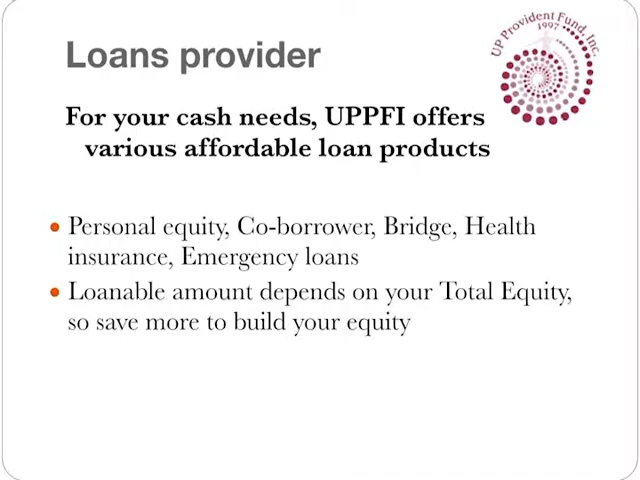 Loans provider
UP Provident Fund, Inc.
1997
For your cash needs, UPPFI offers
various affordable loan products
Personal equity, Co-borrower, Bridge, Health
insurance, Emergency loans
Loanable amount depends on your Total Equity,
so save more to build your equity